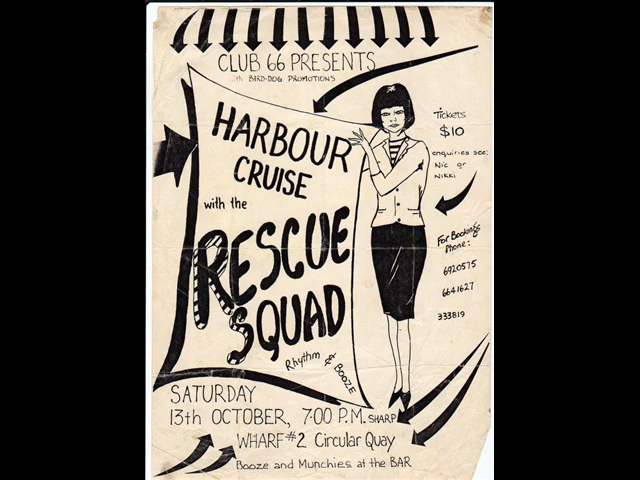 CLUB 66 PRESENTS
with BIRD-DOG PROMOTIONS
HARBOUR
CRUISE
with the
RESCUE
SQUAD
Rhythm & BOOZE
Tickets
$10
enquiries see:
Nic or
Nikki
For Bookings
Phone:
6920575
6641627
333819
SATURDAY
13th OCTOBER, 7:00 P.M. SHARP
WHARF #2 Circular Quay
Booze and Munchies at the BAR